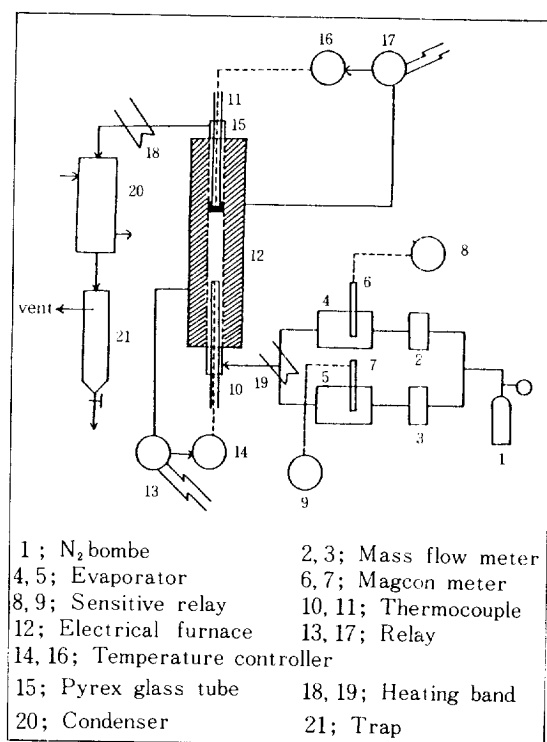 16
17
11
15
18
20
12
8
6
4
vent
21
7
2
5
10
19
3
14
1
13
9
1 ; N₂ bombe
2, 3; Mass flow meter
4, 5; Evaporator
6, 7; Magcon meter
8, 9; Sensitive relay
10, 11; Thermocouple
12; Electrical furnace
13, 17; Relay
14, 16; Temperature controller
15; Pyrex glass tube
18, 19; Heating band
20; Condenser
21; Trap